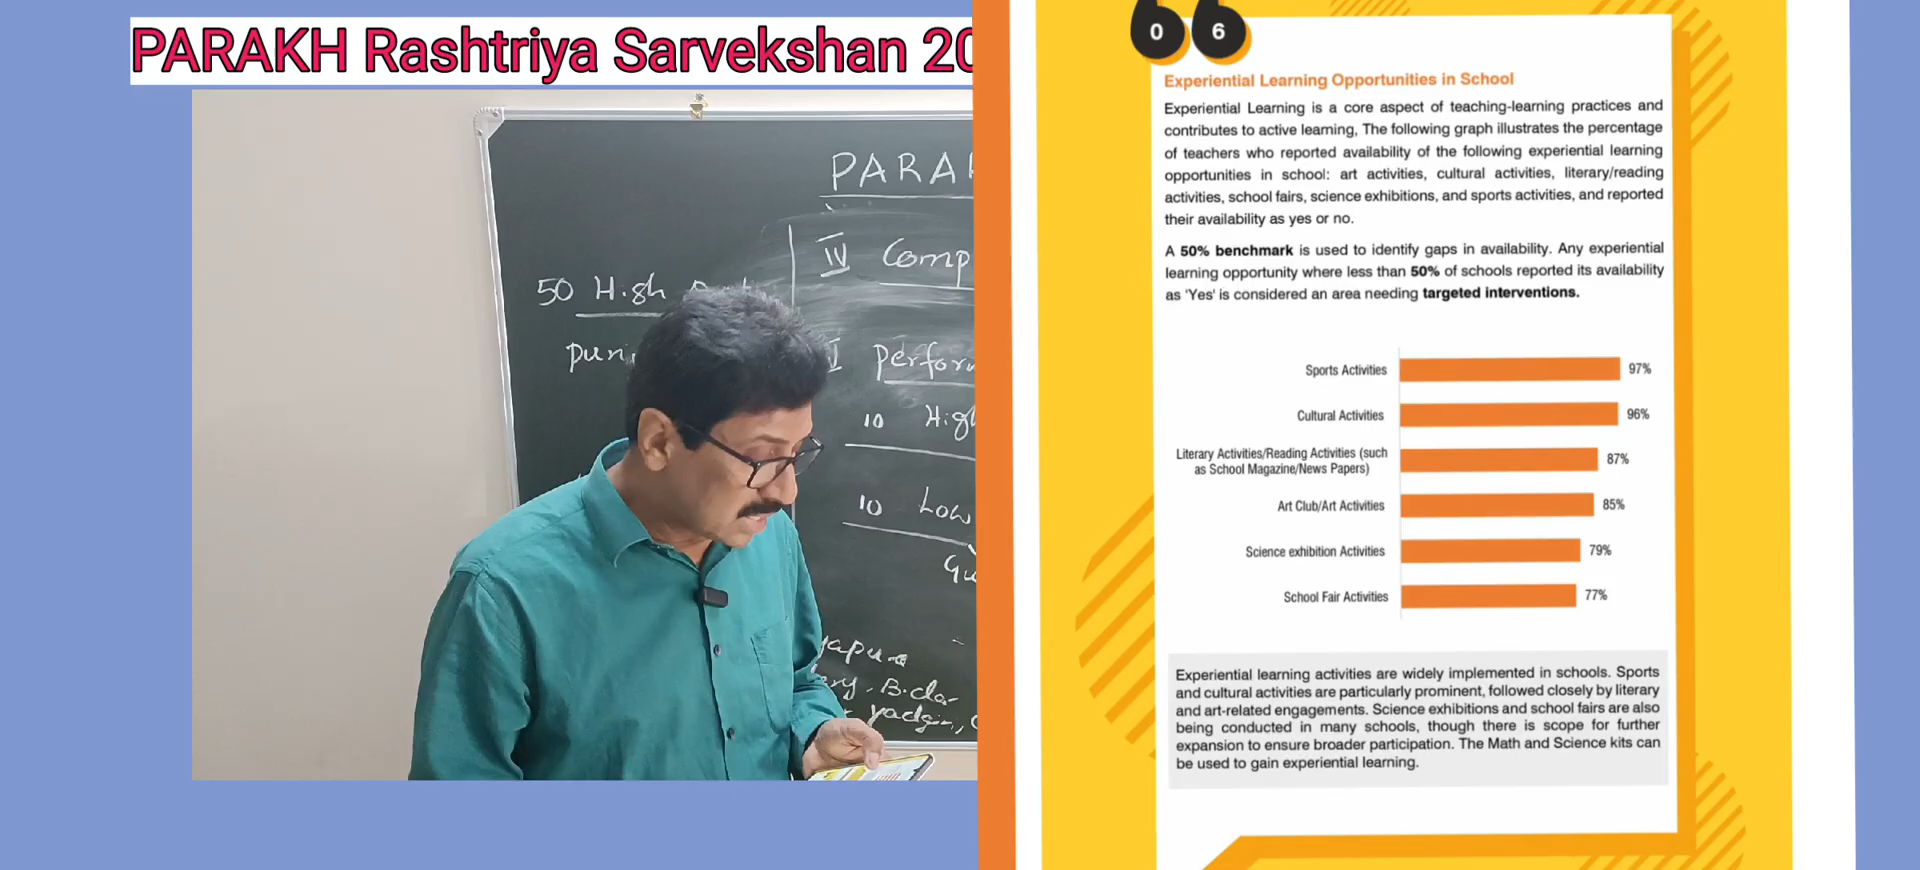 PARAKH Rashtriya Sarvekshan 20
PARA
IV Comp
50 High
Pun
Perfor
10 High
10 Low
Gu
yapura
B.dar
Yadgir,
0 6
Experiential Learning Opportunities in School
Experiential Learning is a core aspect of teaching-learning practices and
contributes to active learning, The following graph illustrates the percentage
of teachers who reported availability of the following experiential learning
opportunities in school: art activities, cultural activities, literary/reading
activities, school fairs, science exhibitions, and sports activities, and reported
their availability as yes or no.
A 50% benchmark is used to identify gaps in availability. Any experiential
learning opportunity where less than 50% of schools reported its availability
as 'Yes' is considered an area needing targeted interventions.
Sports Activities 97%
Cultural Activities 96%
Literary Activities/Reading Activities (such
as School Magazine/News Papers) 87%
Art Club/Art Activities 85%
Science exhibition Activities 79%
School Fair Activities 77%
Experiential learning activities are widely implemented in schools. Sports
and cultural activities are particularly prominent, followed closely by literary
and art-related engagements. Science exhibitions and school fairs are also
being conducted in many schools, though there is scope for further
expansion to ensure broader participation. The Math and Science kits can
be used to gain experiential learning.